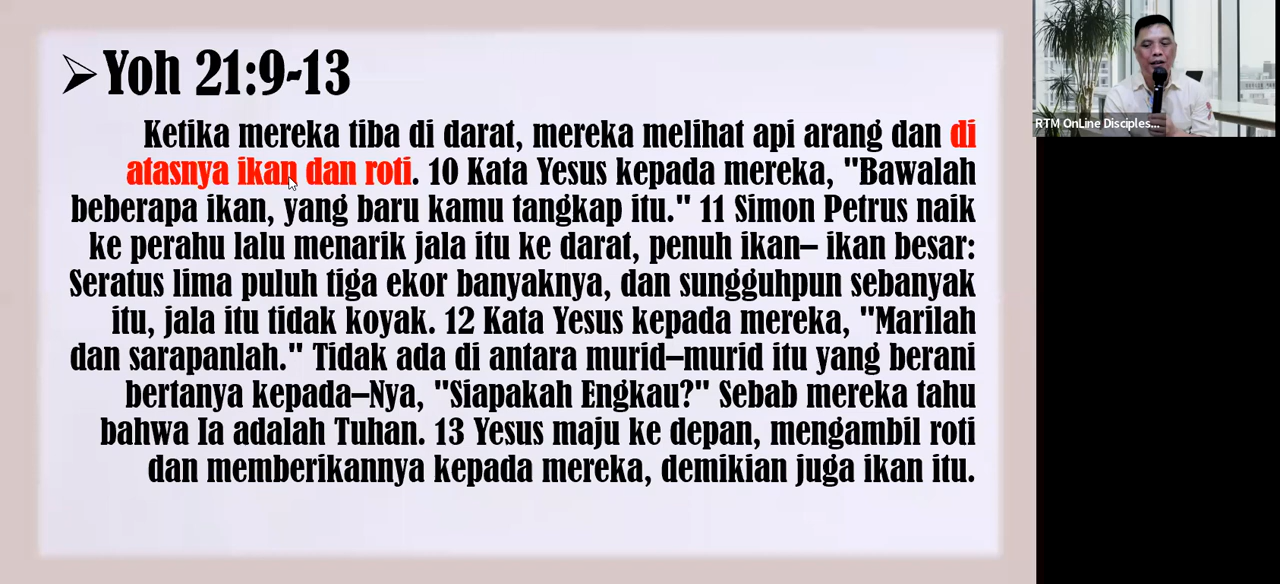 Yoh 21:9-13
Ketika mereka tiba di darat, mereka melihat api arang dan di
atasnya ikan dan roti. 10 Kata Yesus kepada mereka, "Bawalah
beberapa ikan, yang baru kamu tangkap itu." 11 Simon Petrus naik
ke perahu lalu menarik jala itu ke darat, penuh ikan– ikan besar:
Seratus lima puluh tiga ekor banyaknya, dan sungguhpun sebanyak
itu, jala itu tidak koyak. 12 Kata Yesus kepada mereka, "Marilah
dan sarapanlah." Tidak ada di antara murid–murid itu yang berani
bertanya kepada–Nya, "Siapakah Engkau?" Sebab mereka tahu
bahwa Ia adalah Tuhan. 13 Yesus maju ke depan, mengambil roti
dan memberikannya kepada mereka, demikian juga ikan itu.
RTM OnLine Disciples...